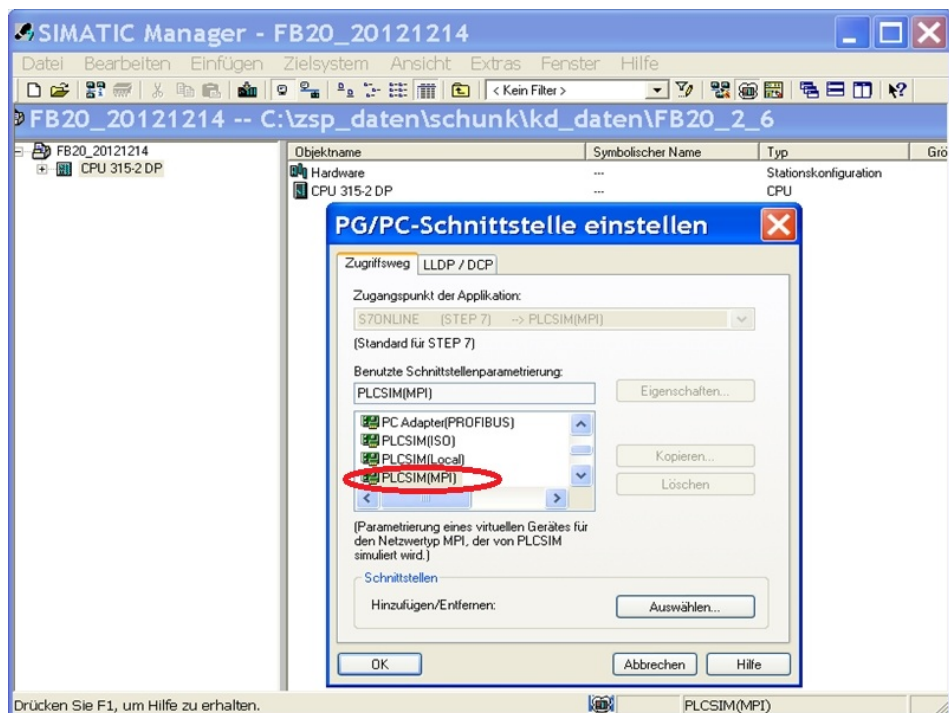 SIMATIC Manager - FB20_20121214
Datei Bearbeiten Einfügen Zielsystem Ansicht Extras Fenster Hilfe
< Kein Filter >
FB20_20121214 -- C:\zsp_daten\schunk\kd_daten\FB20_2_6
FB20_20121214
CPU 315-2 DP
Objektname Symbolischer Name Typ Grö
Hardware --- Stationskonfiguration
CPU 315-2 DP --- CPU
PG/PC-Schnittstelle einstellen
Zugriffsweg LLDP / DCP
Zugangspunkt der Applikation:
S7ONLINE (STEP 7) --> PLCSIM(MPI)
(Standard für STEP 7)
Benutzte Schnittstellenparametrierung:
PLCSIM(MPI) Eigenschaften...
PC Adapter(PROFIBUS)
PLCSIM(ISO)
PLCSIM(Local) Kopieren...
PLCSIM(MPI) Löschen
(Parametrierung eines virtuellen Gerätes für
den Netzwertyp MPI, der von PLCSIM
simuliert wird.)
Schnittstellen
Hinzufügen/Entfernen: Auswählen...
OK Abbrechen Hilfe
Drücken Sie F1, um Hilfe zu erhalten. PLCSIM(MPI)